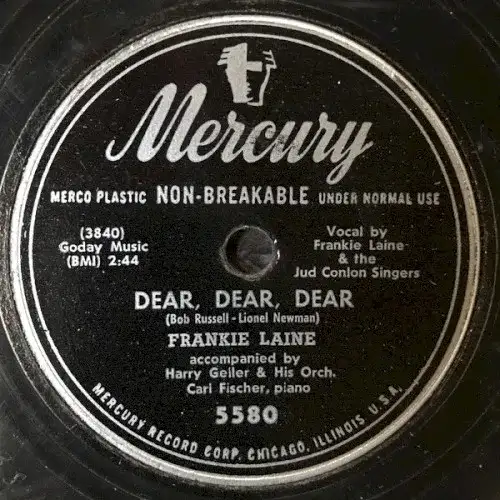 Mercury
MERCO PLASTIC NON-BREAKABLE UNDER NORMAL USE
(3840)
Goday Music
(BMI) 2:44
Vocal by
Frankie Laine
& the
Jud Conlon Singers
DEAR, DEAR, DEAR
(Bob Russell-Lionel Newman)
FRANKIE LAINE
accompanied by
Harry Geller & His Orch.
Carl Fischer, piano
5580
MERCURY RECORD CORP. CHICAGO, ILLINOIS U.S.A.